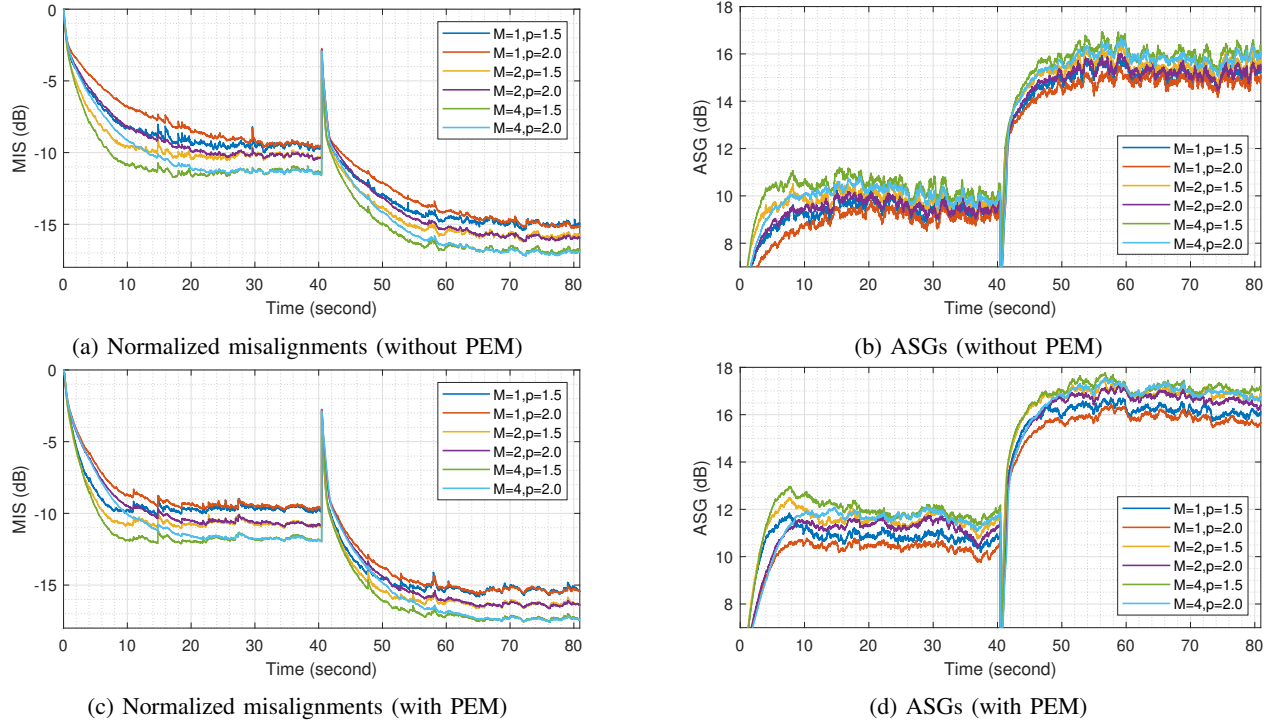 0
-5
-10
-15
MIS (dB)
M=1,p=1.5
M=1,p=2.0
M=2,p=1.5
M=2,p=2.0
M=4,p=1.5
M=4,p=2.0
0 10 20 30 40 50 60 70 80
Time (second)
(a) Normalized misalignments (without PEM)
18
16
14
12
10
8
ASG (dB)
M=1,p=1.5
M=1,p=2.0
M=2,p=1.5
M=2,p=2.0
M=4,p=1.5
M=4,p=2.0
0 10 20 30 40 50 60 70 80
Time (second)
(b) ASGs (without PEM)
0
-5
-10
-15
MIS (dB)
M=1,p=1.5
M=1,p=2.0
M=2,p=1.5
M=2,p=2.0
M=4,p=1.5
M=4,p=2.0
0 10 20 30 40 50 60 70 80
Time (second)
(c) Normalized misalignments (with PEM)
18
16
14
12
10
8
ASG (dB)
M=1,p=1.5
M=1,p=2.0
M=2,p=1.5
M=2,p=2.0
M=4,p=1.5
M=4,p=2.0
0 10 20 30 40 50 60 70 80
Time (second)
(d) ASGs (with PEM)